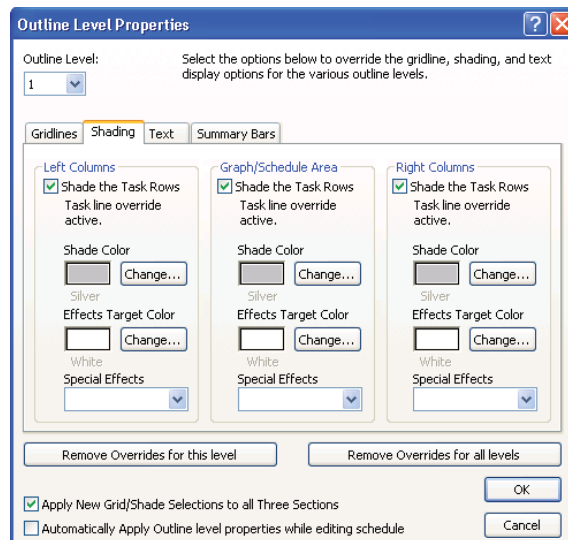 Outline Level Properties
Outline Level:
Select the options below to override the gridline, shading, and text
display options for the various outline levels.
1
Gridlines Shading Text Summary Bars
Left Columns
Shade the Task Rows
Task line override
active.
Shade Color
Change...
Silver
Effects Target Color
Change...
White
Special Effects
Graph/Schedule Area
Shade the Task Rows
Task line override
active.
Shade Color
Change...
Silver
Effects Target Color
Change...
White
Special Effects
Right Columns
Shade the Task Rows
Task line override
active.
Shade Color
Change...
Silver
Effects Target Color
Change...
White
Special Effects
Remove Overrides for this level
Remove Overrides for all levels
OK
Apply New Grid/Shade Selections to all Three Sections
Automatically Apply Outline level properties while editing schedule
Cancel